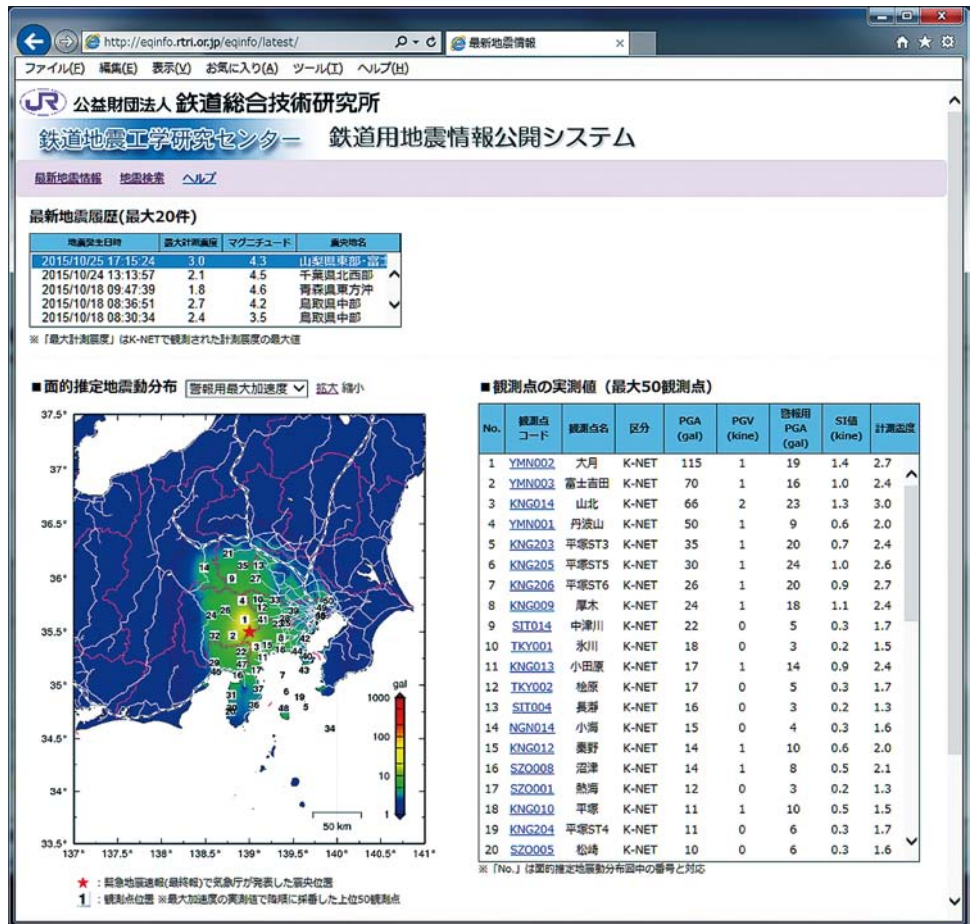 http://eqinfo.rtri.or.jp/eqinfo/latest/
最新地震情報
ファイル(F) 編集(E) 表示(V) お気に入り(A) ツール(T) ヘルプ(H)
JR 公益財団法人 鉄道総合技術研究所
鉄道地震工学研究センター 鉄道用地震情報公開システム
最新地震情報 地震検索 ヘルプ
最新地震履歴(最大20件)
地震発生日時 最大計測震度 マグニチュード 震央地名
2015/10/25 17:15:24 3.0 4.3 山梨県東部・富士
2015/10/24 13:13:57 2.1 4.5 千葉県北西部
2015/10/18 09:47:39 1.8 4.6 青森県東方沖
2015/10/18 08:36:51 2.7 4.2 鳥取県中部
2015/10/18 08:30:34 2.4 3.5 鳥取県中部
※「最大計測震度」はK-NETで観測された計測震度の最大値
■面的推定地震動分布 警報用最大加速度 拡大 縮小
37.5°
37°
36.5°
36°
35.5°
35°
34.5°
34°
33.5°
137° 137.5° 138° 138.5° 139° 139.5° 140° 140.5° 141°
gal
1000
100
10
1
50 km
★ : 緊急地震速報(最終報)で気象庁が発表した震央位置
1 : 観測点位置 ※最大加速度の実測値で降順に採番した上位50観測点
■観測点の実測値（最大50観測点）
No. 観測点コード 観測点名 区分 PGA (gal) PGV (kine) 警報用PGA (gal) SI値 (kine) 計測震度
1 YMN002 大月 K-NET 115 1 19 1.4 2.7
2 YMN003 富士吉田 K-NET 70 1 16 1.0 2.4
3 KNG014 山北 K-NET 66 2 23 1.3 3.0
4 YMN001 丹波山 K-NET 50 1 9 0.6 2.0
5 KNG203 平塚ST3 K-NET 35 1 20 0.7 2.4
6 KNG205 平塚ST5 K-NET 30 1 24 1.0 2.6
7 KNG206 平塚ST6 K-NET 26 1 20 0.9 2.7
8 KNG009 厚木 K-NET 24 1 18 1.1 2.4
9 SIT014 中津川 K-NET 22 0 5 0.3 1.7
10 TKY001 氷川 K-NET 18 0 3 0.2 1.5
11 KNG013 小田原 K-NET 17 1 14 0.9 2.4
12 TKY002 桧原 K-NET 17 0 5 0.3 1.7
13 SIT004 長瀞 K-NET 16 0 3 0.2 1.3
14 NGN014 小海 K-NET 15 0 4 0.3 1.6
15 KNG012 秦野 K-NET 14 1 10 0.6 2.0
16 SZO008 沼津 K-NET 14 1 8 0.5 2.1
17 SZO001 熱海 K-NET 12 0 3 0.2 1.3
18 KNG010 平塚 K-NET 11 1 10 0.5 1.5
19 KNG204 平塚ST4 K-NET 11 0 6 0.3 1.7
20 SZO005 松崎 K-NET 10 0 6 0.3 1.6
※「No.」は面的推定地震動分布図中の番号と対応